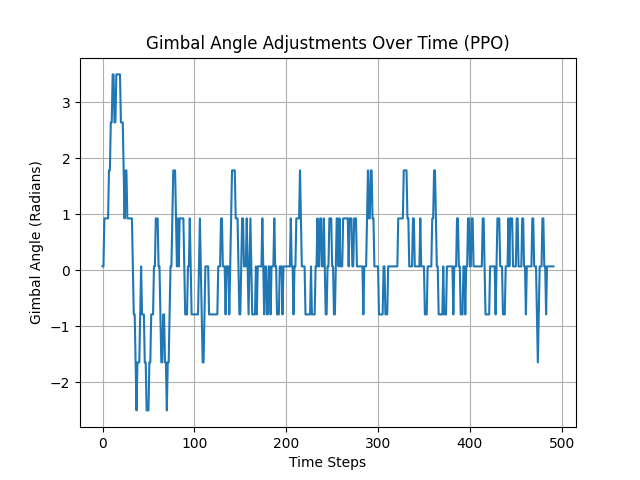 Gimbal Angle Adjustments Over Time (PPO)
Gimbal Angle (Radians)
3
2
1
0
−1
−2
0 100 200 300 400 500
Time Steps